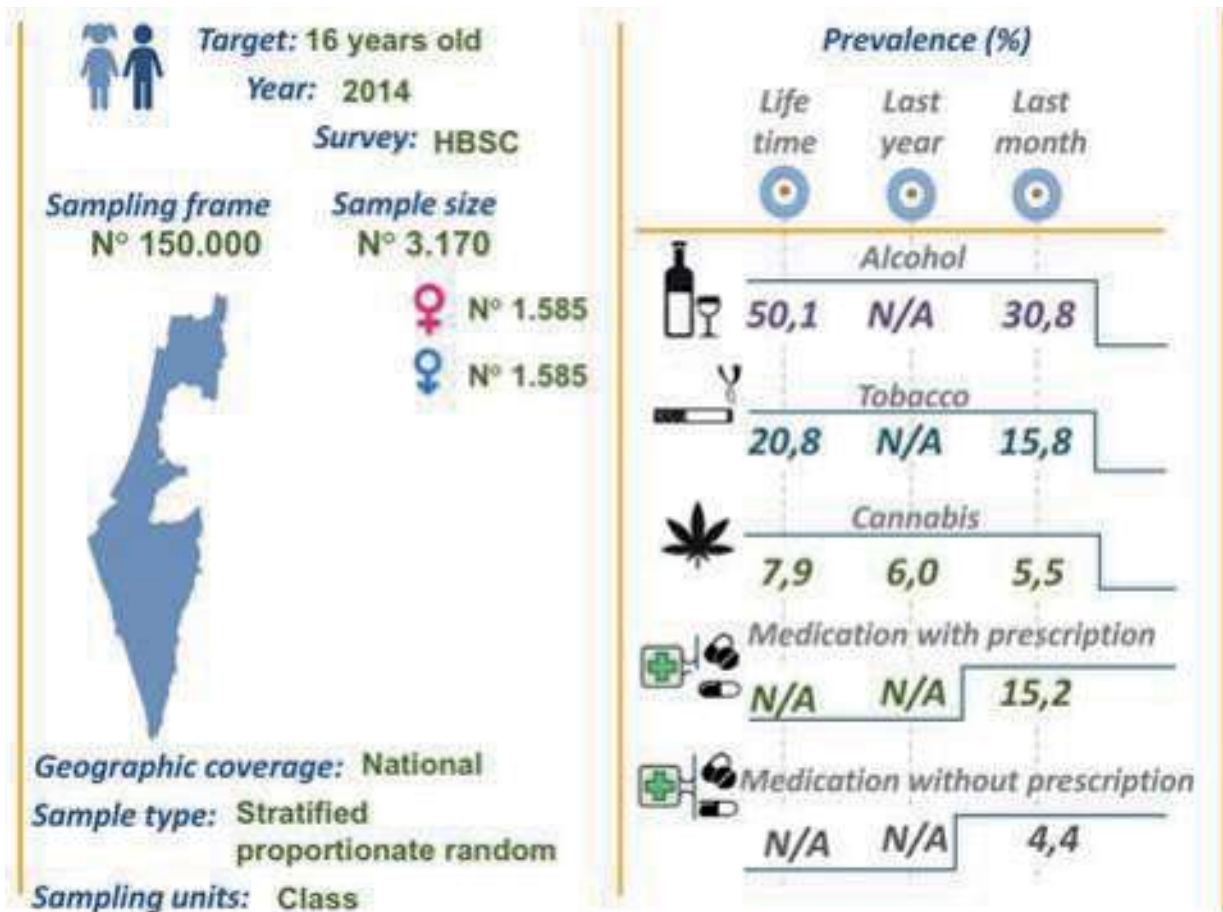 Target: 16 years old
Year: 2014
Survey: HBSC
Sampling frame
N° 150.000
Sample size
N° 3.170
N° 1.585
N° 1.585
Geographic coverage: National
Sample type: Stratified
proportionate random
Sampling units: Class
Prevalence (%)
Life time
Last year
Last month
Alcohol
50,1 N/A 30,8
Tobacco
20,8 N/A 15,8
Cannabis
7,9 6,0 5,5
Medication with prescription
N/A N/A 15,2
Medication without prescription
N/A N/A 4,4